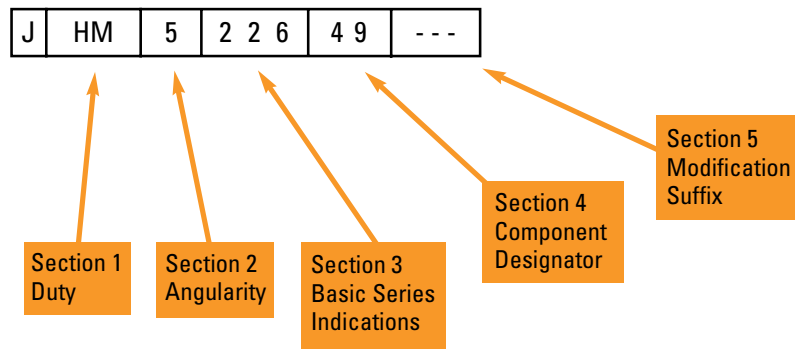 J HM 5 2 2 6 4 9 - - -
Section 5
Modification
Suffix
Section 4
Component
Designator
Section 1
Duty
Section 2
Angularity
Section 3
Basic Series
Indications